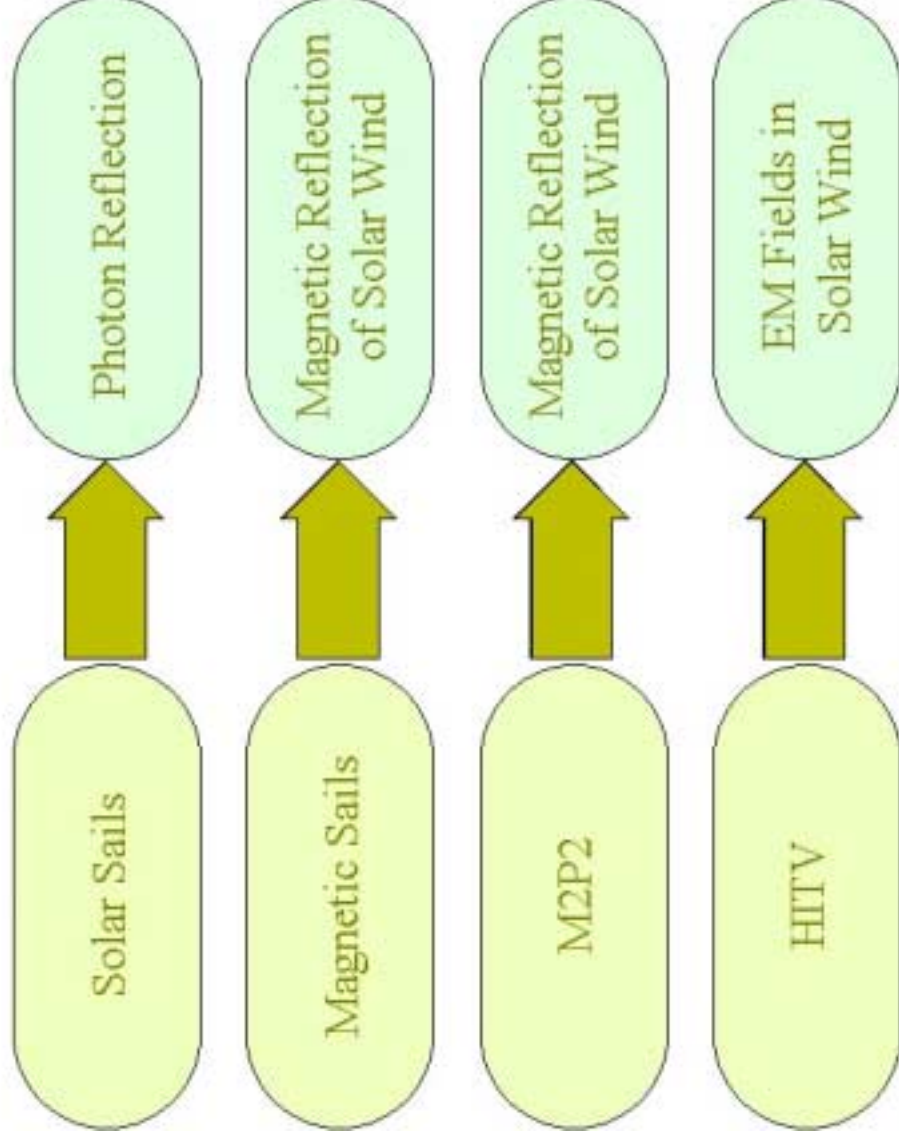 Solar Sails
Photon Reflection
Magnetic Sails
Magnetic Reflection
of Solar Wind
M2P2
Magnetic Reflection
of Solar Wind
HITV
EM Fields in
Solar Wind